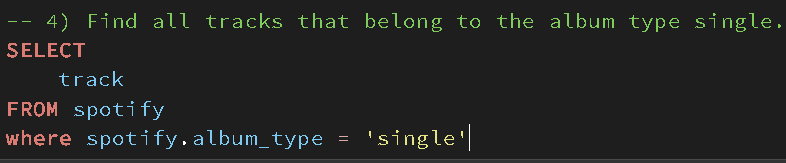 -- 4) Find all tracks that belong to the album type single.
SELECT
    track
FROM spotify
where spotify.album_type = 'single'